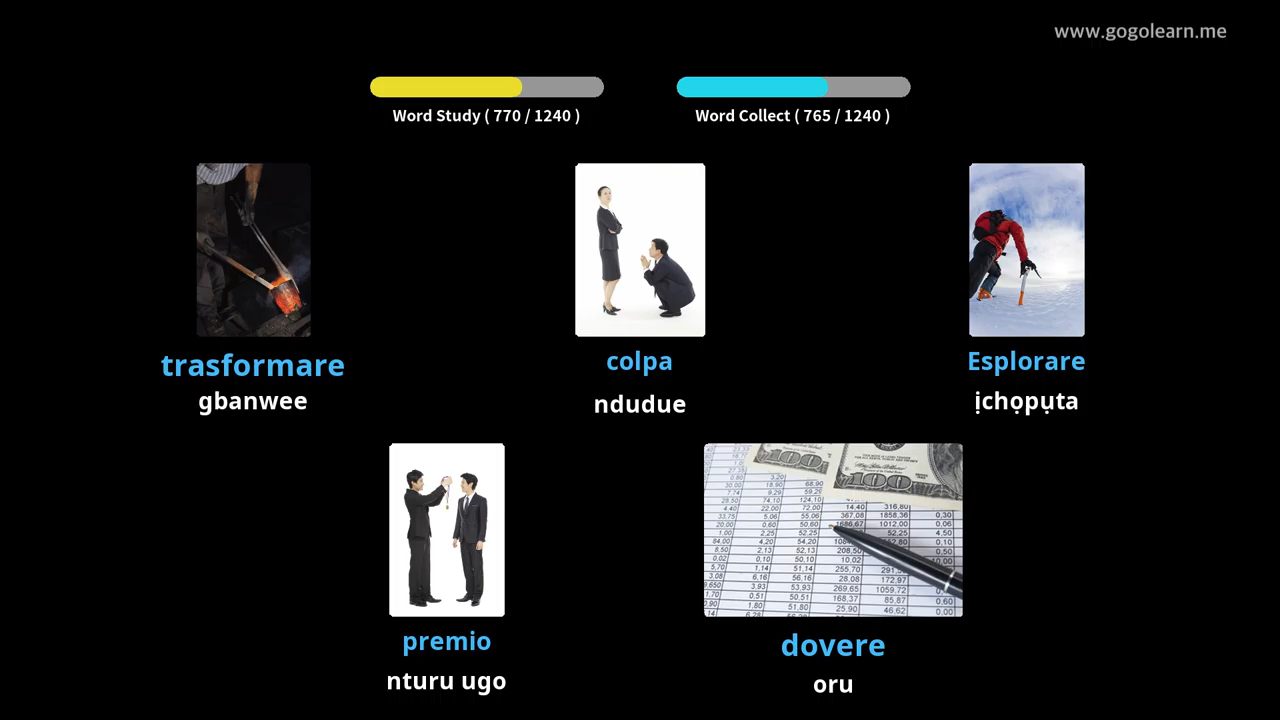 www.gogolearn.me
Word Study ( 770 / 1240 )
Word Collect ( 765 / 1240 )
trasformare
gbanwee
colpa
ndudue
Esplorare
ịchọpụta
premio
nturu ugo
dovere
oru